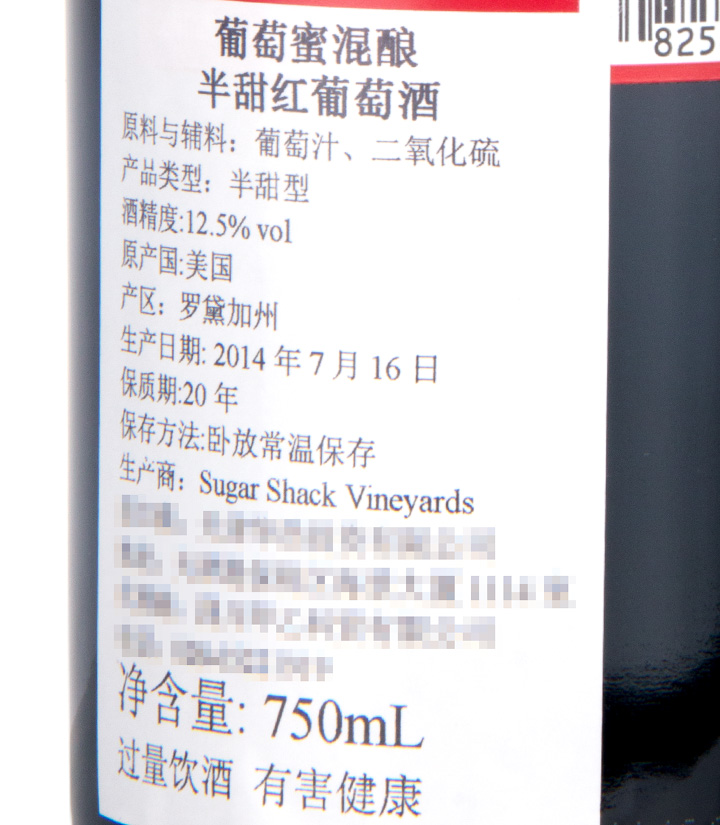 葡萄蜜混酿
半甜红葡萄酒
原料与辅料：葡萄汁、二氧化硫
产品类型：半甜型
酒精度:12.5% vol
原产国:美国
产区：罗黛加州
生产日期: 2014 年 7 月 16 日
保质期:20 年
保存方法:卧放常温保存
生产商：Sugar Shack Vineyards
净含量: 750mL
过量饮酒 有害健康
825